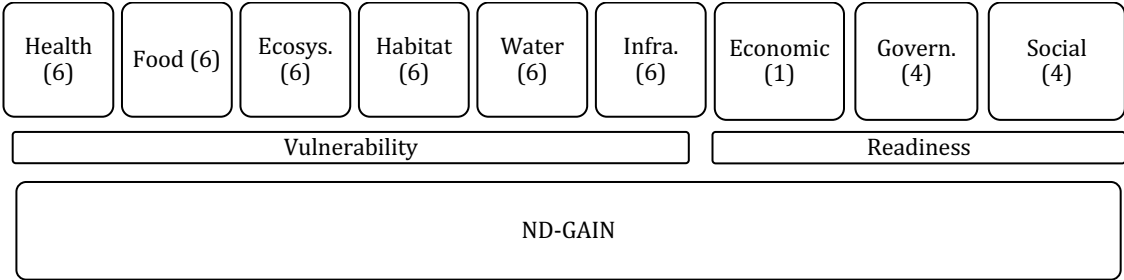 Health
(6)
Food (6)
Ecosys.
(6)
Habitat
(6)
Water
(6)
Infra.
(6)
Economic
(1)
Govern.
(4)
Social
(4)
Vulnerability
Readiness
ND-GAIN